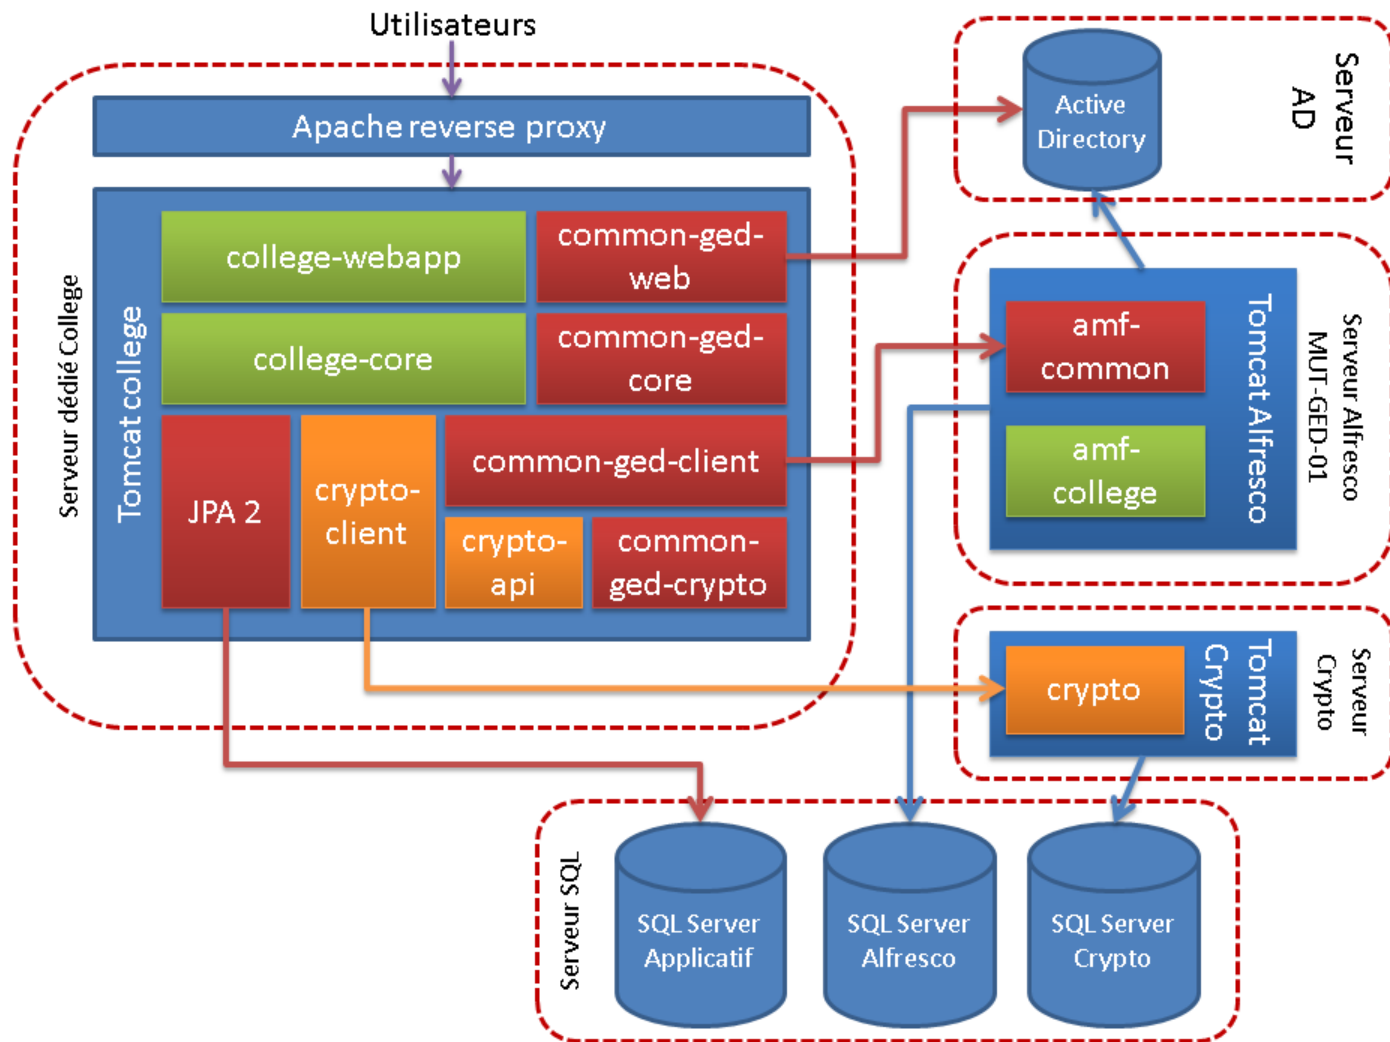 Utilisateurs
Apache reverse proxy
Serveur dédié College
Tomcat college
college-webapp
common-ged-
web
college-core
common-ged-
core
JPA 2
crypto-
client
common-ged-client
crypto-
api
common-
ged-crypto
Active
Directory
Serveur
AD
amf-
common
amf-
college
Tomcat Alfresco
Serveur Alfresco
MUT-GED-01
crypto
Tomcat
Crypto
Serveur
Crypto
Serveur SQL
SQL Server
Applicatif
SQL Server
Alfresco
SQL Server
Crypto